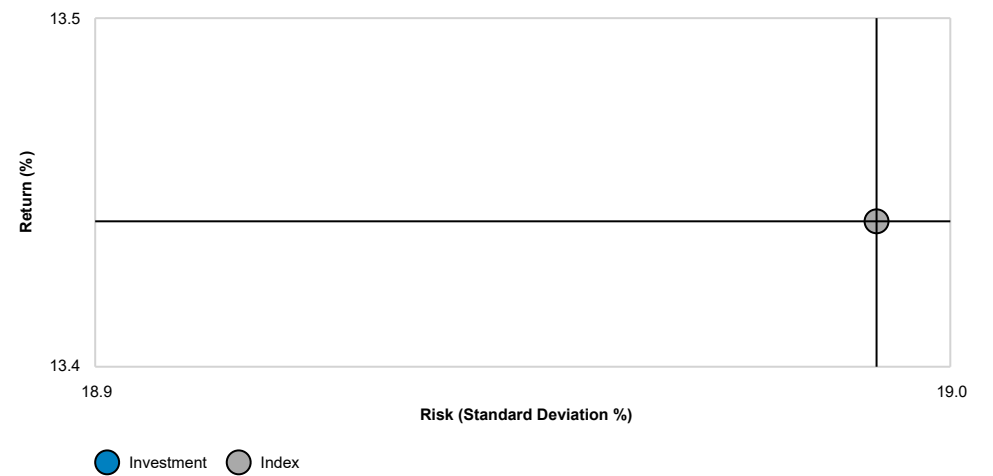 13.5
Return (%)
13.4
18.9 19.0
Risk (Standard Deviation %)
Investment Index